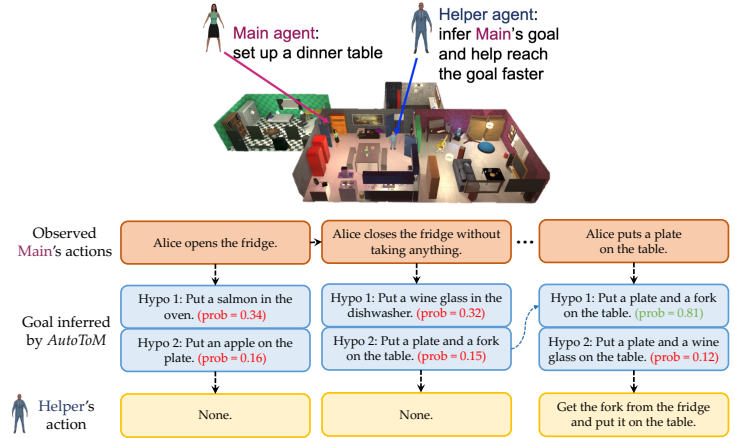 Main agent:
set up a dinner table
Helper agent:
infer Main's goal
and help reach
the goal faster
Observed
Main's actions
Alice opens the fridge.
Alice closes the fridge without
taking anything.
...
Alice puts a plate
on the table.
Goal inferred
by AutoToM
Hypo 1: Put a salmon in the
oven. (prob = 0.34)
Hypo 2: Put an apple on the
plate. (prob = 0.16)
Hypo 1: Put a wine glass in the
dishwasher. (prob = 0.32)
Hypo 2: Put a plate and a fork
on the table. (prob = 0.15)
Hypo 1: Put a plate and a fork
on the table. (prob = 0.81)
Hypo 2: Put a plate and a wine
glass on the table. (prob = 0.12)
Helper's
action
None.
None.
Get the fork from the fridge
and put it on the table.